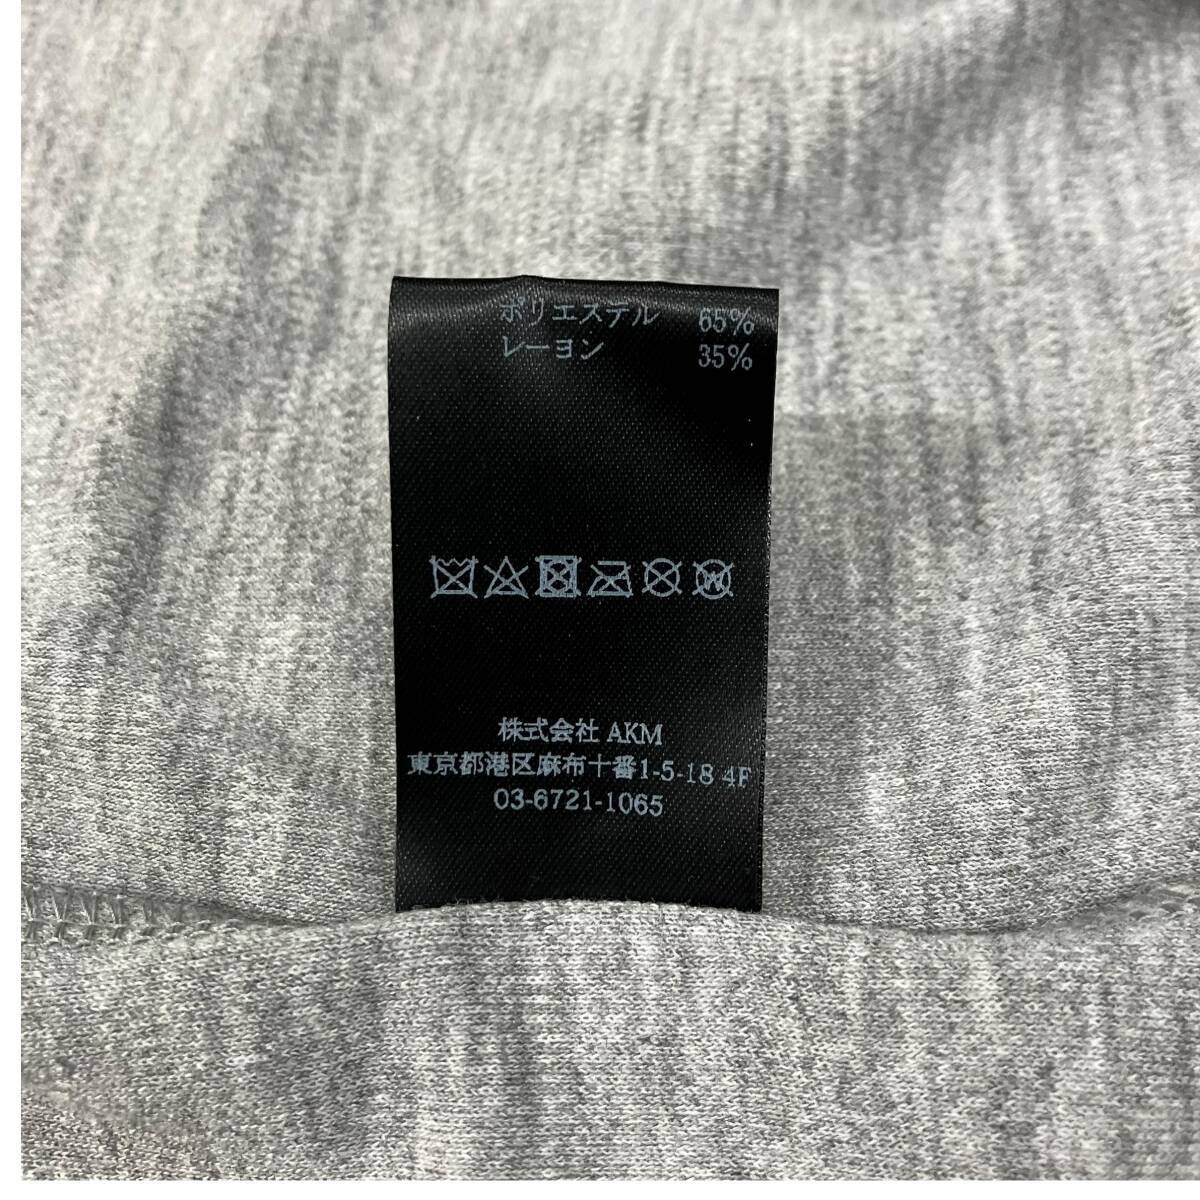 ポリエステル 65%
レーヨン 35%
株式会社 AKM
東京都港区麻布十番1-5-18 4F
03-6721-1065